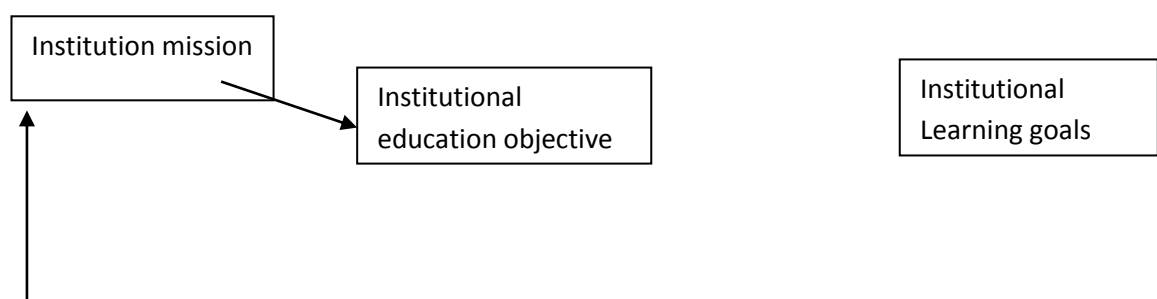 Institution mission
Institutional
education objective
Institutional
Learning goals